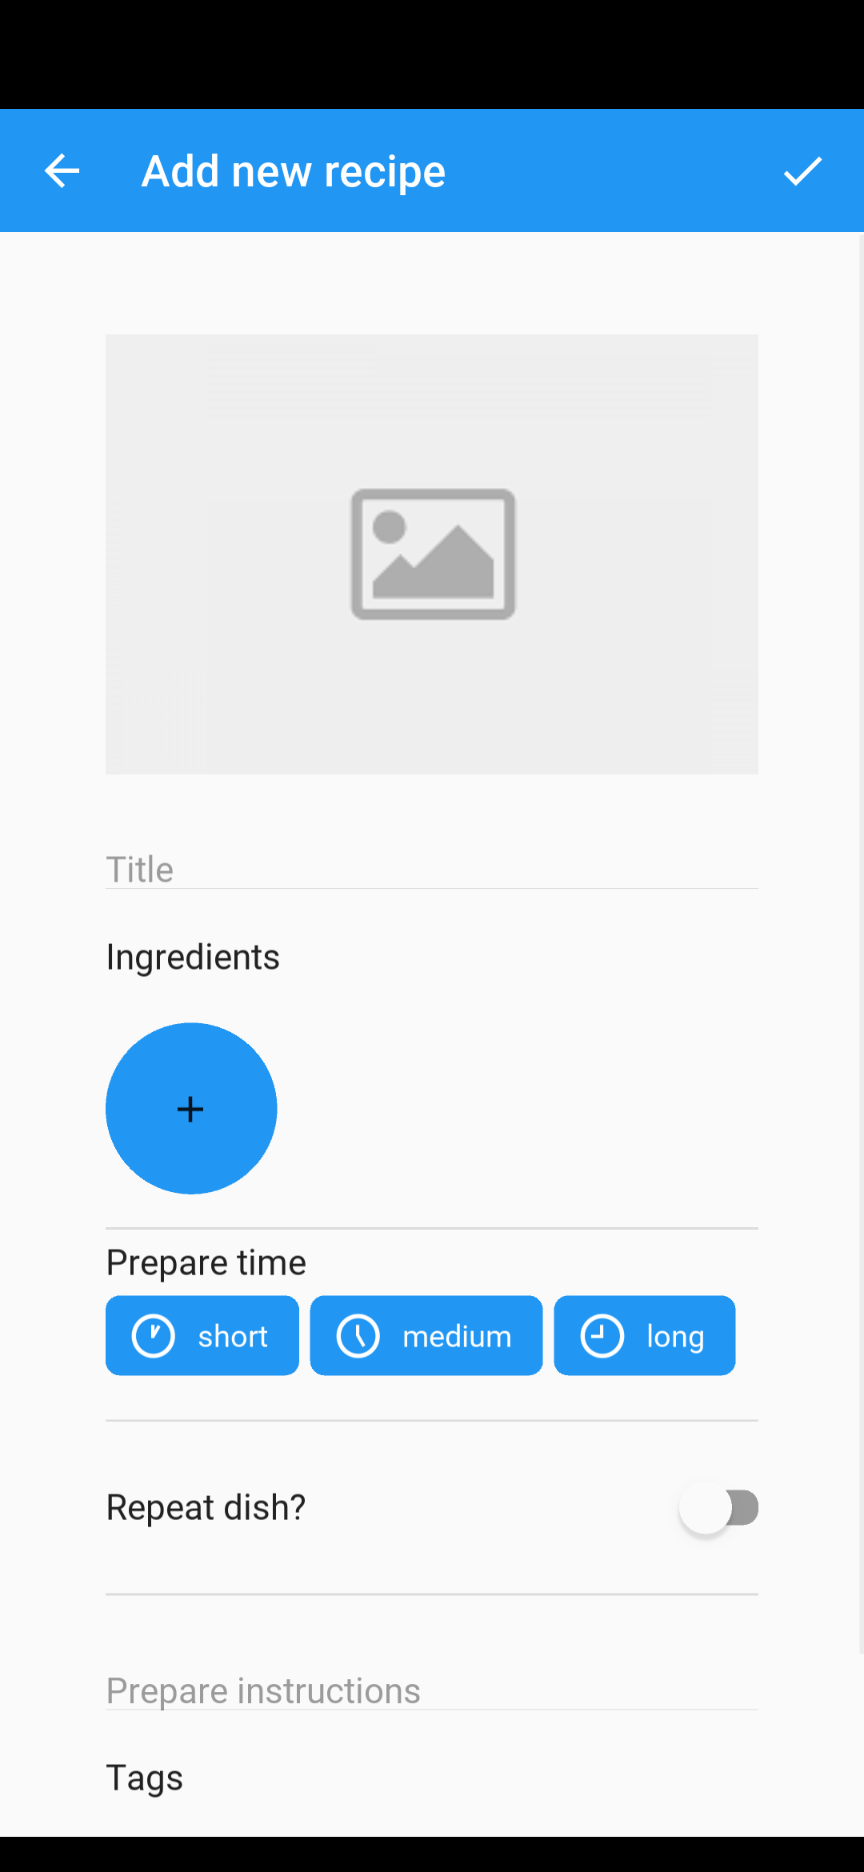 Add new recipe
Title
Ingredients
+
Prepare time
short medium long
Repeat dish?
Prepare instructions
Tags